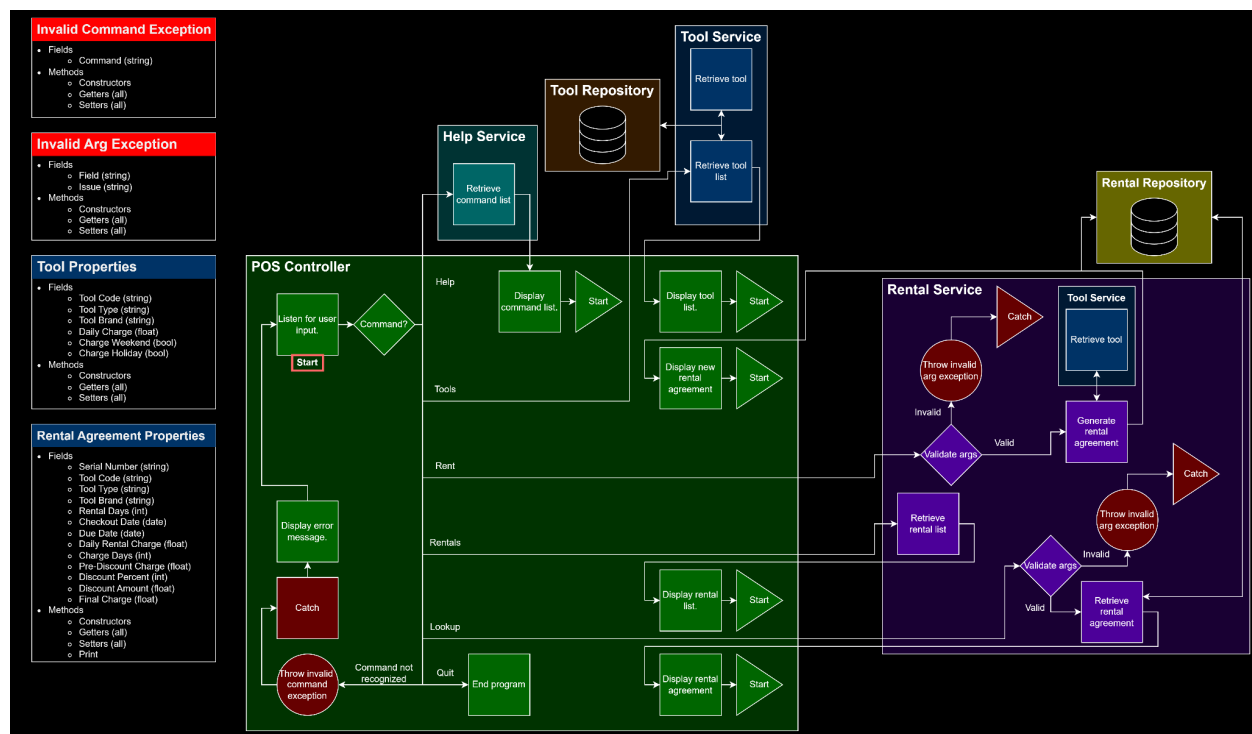 Invalid Command Exception
Fields
Command (string)
Methods
Constructors
Getters (all)
Setters (all)
Invalid Arg Exception
Fields
Field (string)
Issue (string)
Methods
Constructors
Getters (all)
Setters (all)
Tool Properties
Fields
Tool Code (string)
Tool Type (string)
Tool Brand (string)
Daily Charge (float)
Charge Weekend (bool)
Charge Holiday (bool)
Methods
Constructors
Getters (all)
Setters (all)
Rental Agreement Properties
Fields
Serial Number (string)
Tool Code (string)
Tool Type (string)
Tool Brand (string)
Rental Days (int)
Checkout Date (date)
Due Date (date)
Daily Rental Charge (float)
Charge Days (int)
Pre-Discount Charge (float)
Discount Percent (int)
Discount Amount (float)
Final Charge (float)
Methods
Constructors
Getters (all)
Setters (all)
Print
Tool Service
Retrieve tool
Retrieve tool
list
Tool Repository
Help Service
Retrieve
command list
Rental Repository
POS Controller
Listen for user
input.
Start
Command?
Help
Display
command list.
Start
Display tool
list.
Start
Display new
rental
agreement
Start
Tools
Rent
Rentals
Display error
message.
Catch
Display rental
list.
Start
Lookup
Throw invalid
command
exception
Command not
recognized
Quit
End program
Display rental
agreement
Start
Rental Service
Catch
Throw invalid
arg exception
Tool Service
Retrieve tool
Invalid
Validate args
Valid
Generate
rental
agreement
Catch
Throw invalid
arg exception
Retrieve
rental list
Invalid
Validate args
Valid
Retrieve
rental
agreement